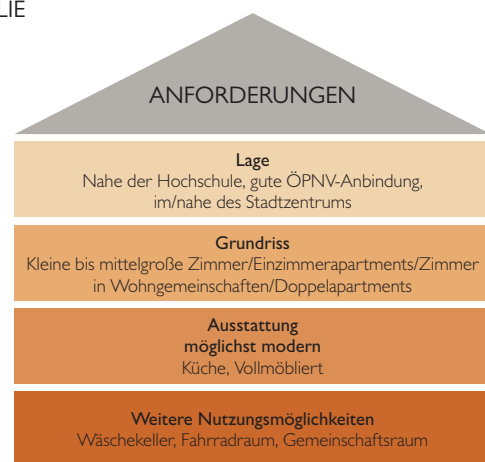 LIE
ANFORDERUNGEN
Lage
Nahe der Hochschule, gute ÖPNV-Anbindung,
im/nahe des Stadtzentrums
Grundriss
Kleine bis mittelgroße Zimmer/Einzimmerapartments/Zimmer
in Wohngemeinschaften/Doppelapartments
Ausstattung
möglichst modern
Küche, Vollmöbliert
Weitere Nutzungsmöglichkeiten
Wäschekeller, Fahrradraum, Gemeinschaftsraum